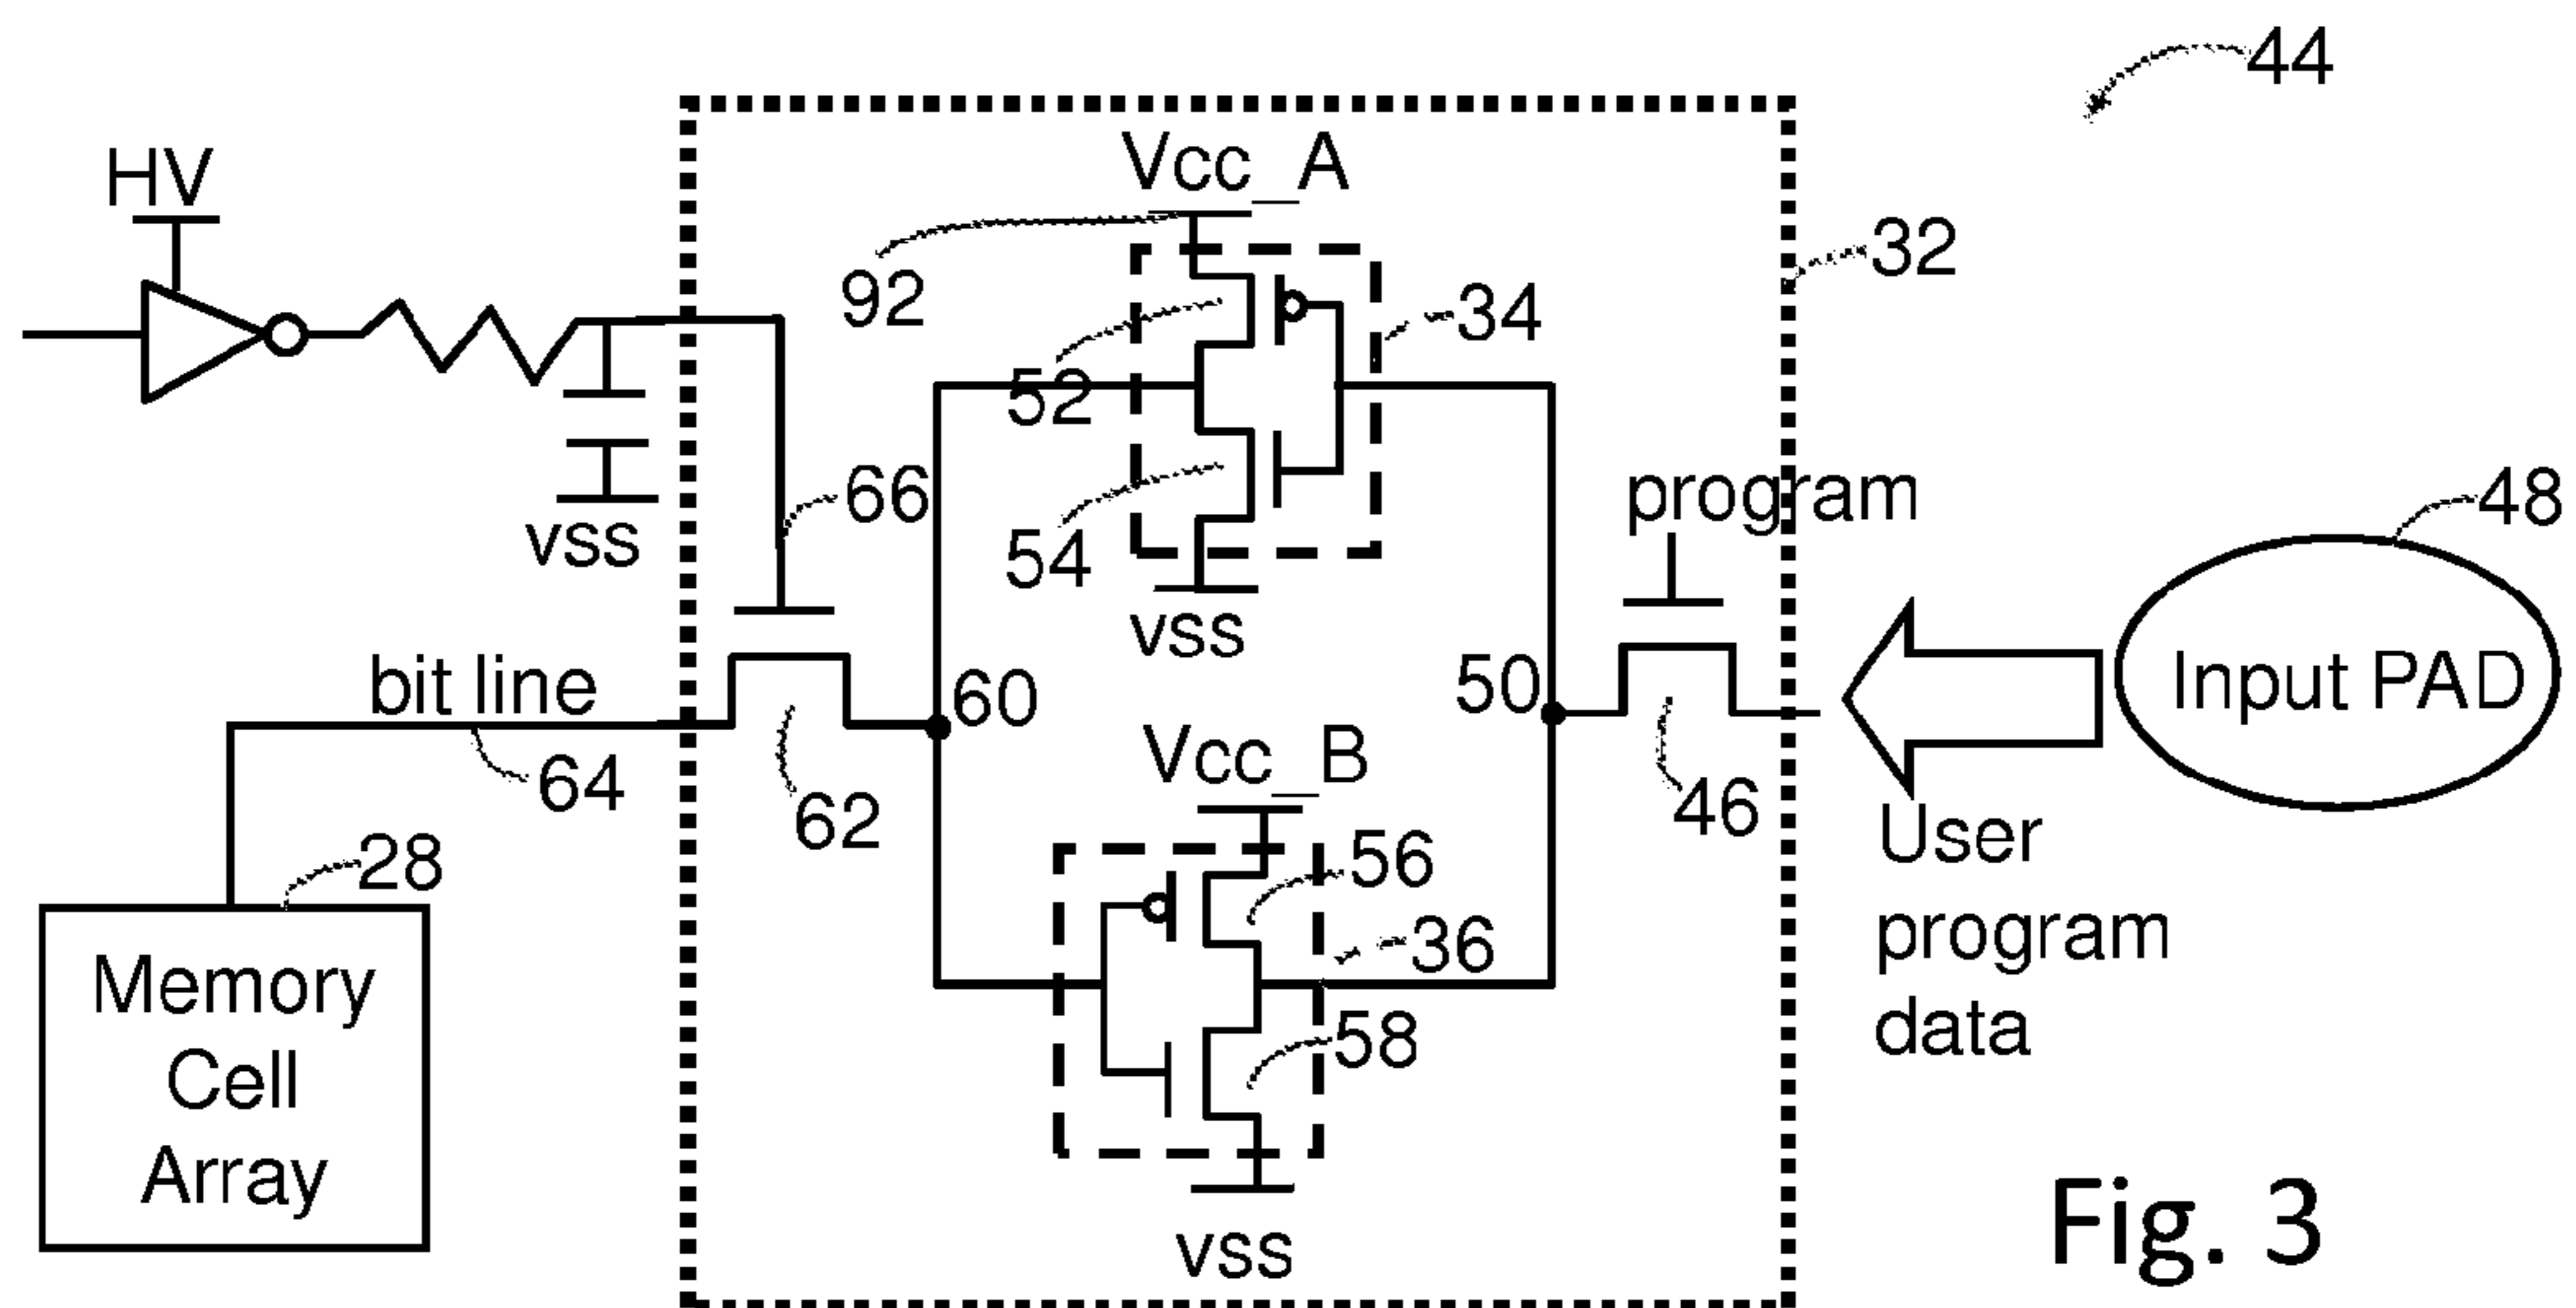 44
HV
Vcc_A
92
32
34
52
54
vss
66
vss
program
48
Input PAD
bit line
60
50
64
62
Vcc_B
46
User
program
data
56
28
36
58
Memory
Cell
Array
vss
Fig. 3